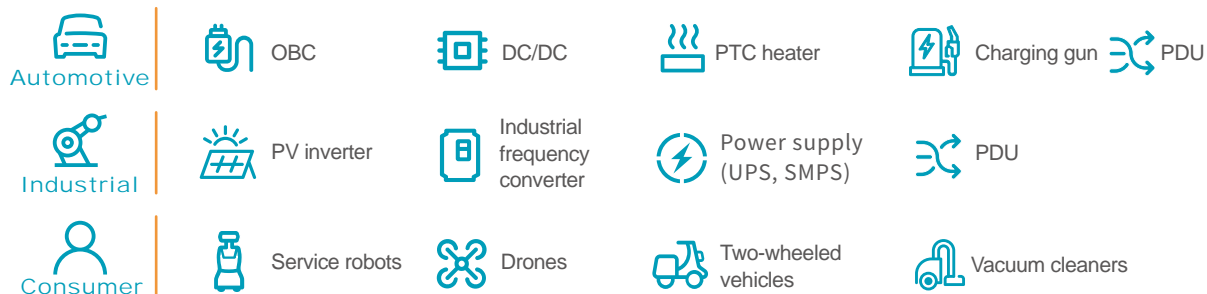 Automotive
OBC
DC/DC
PTC heater
Charging gun
PDU
Industrial
PV inverter
Industrial
frequency
converter
Power supply
(UPS, SMPS)
PDU
Consumer
Service robots
Drones
Two-wheeled
vehicles
Vacuum cleaners